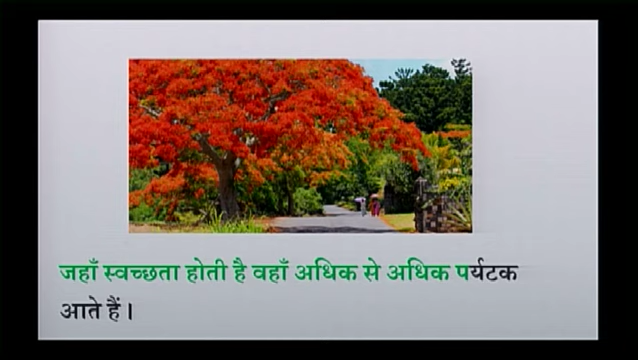 जहाँ स्वच्छता होती है वहाँ अधिक से अधिक पर्यटक
आते हैं।